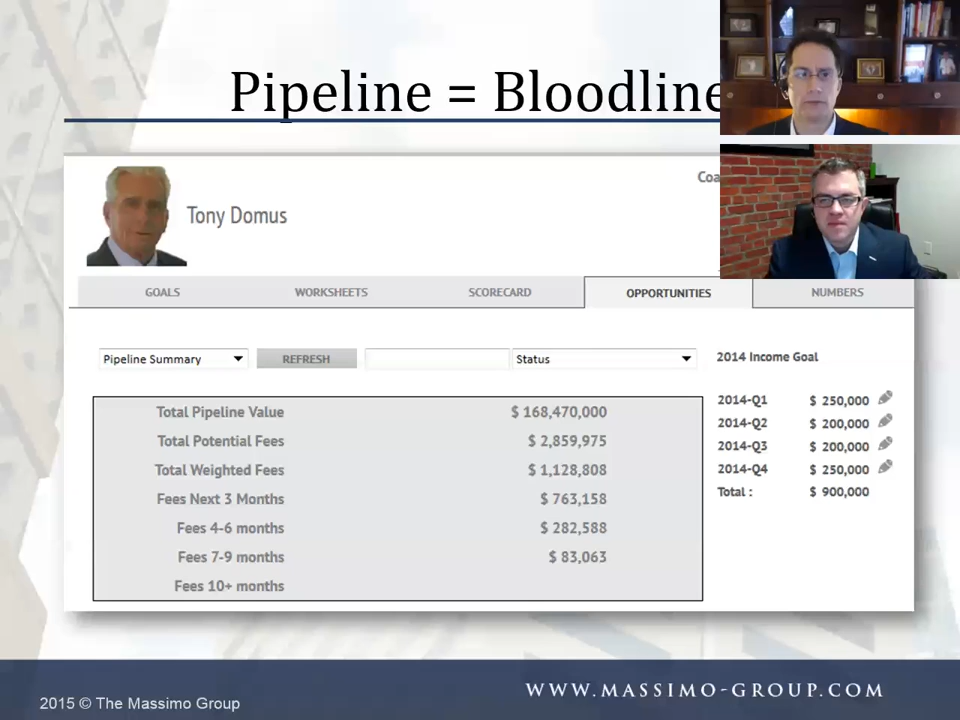 Pipeline = Bloodline
Tony Domus
GOALS WORKSHEETS SCORECARD OPPORTUNITIES NUMBERS
Pipeline Summary REFRESH Status
Total Pipeline Value $ 168,470,000
Total Potential Fees $ 2,859,975
Total Weighted Fees $ 1,128,808
Fees Next 3 Months $ 763,158
Fees 4-6 months $ 282,588
Fees 7-9 months $ 83,063
Fees 10+ months
2014 Income Goal
2014-Q1 $ 250,000
2014-Q2 $ 200,000
2014-Q3 $ 200,000
2014-Q4 $ 250,000
Total : $ 900,000
2015 © The Massimo Group
WWW.MASSIMO-GROUP.COM